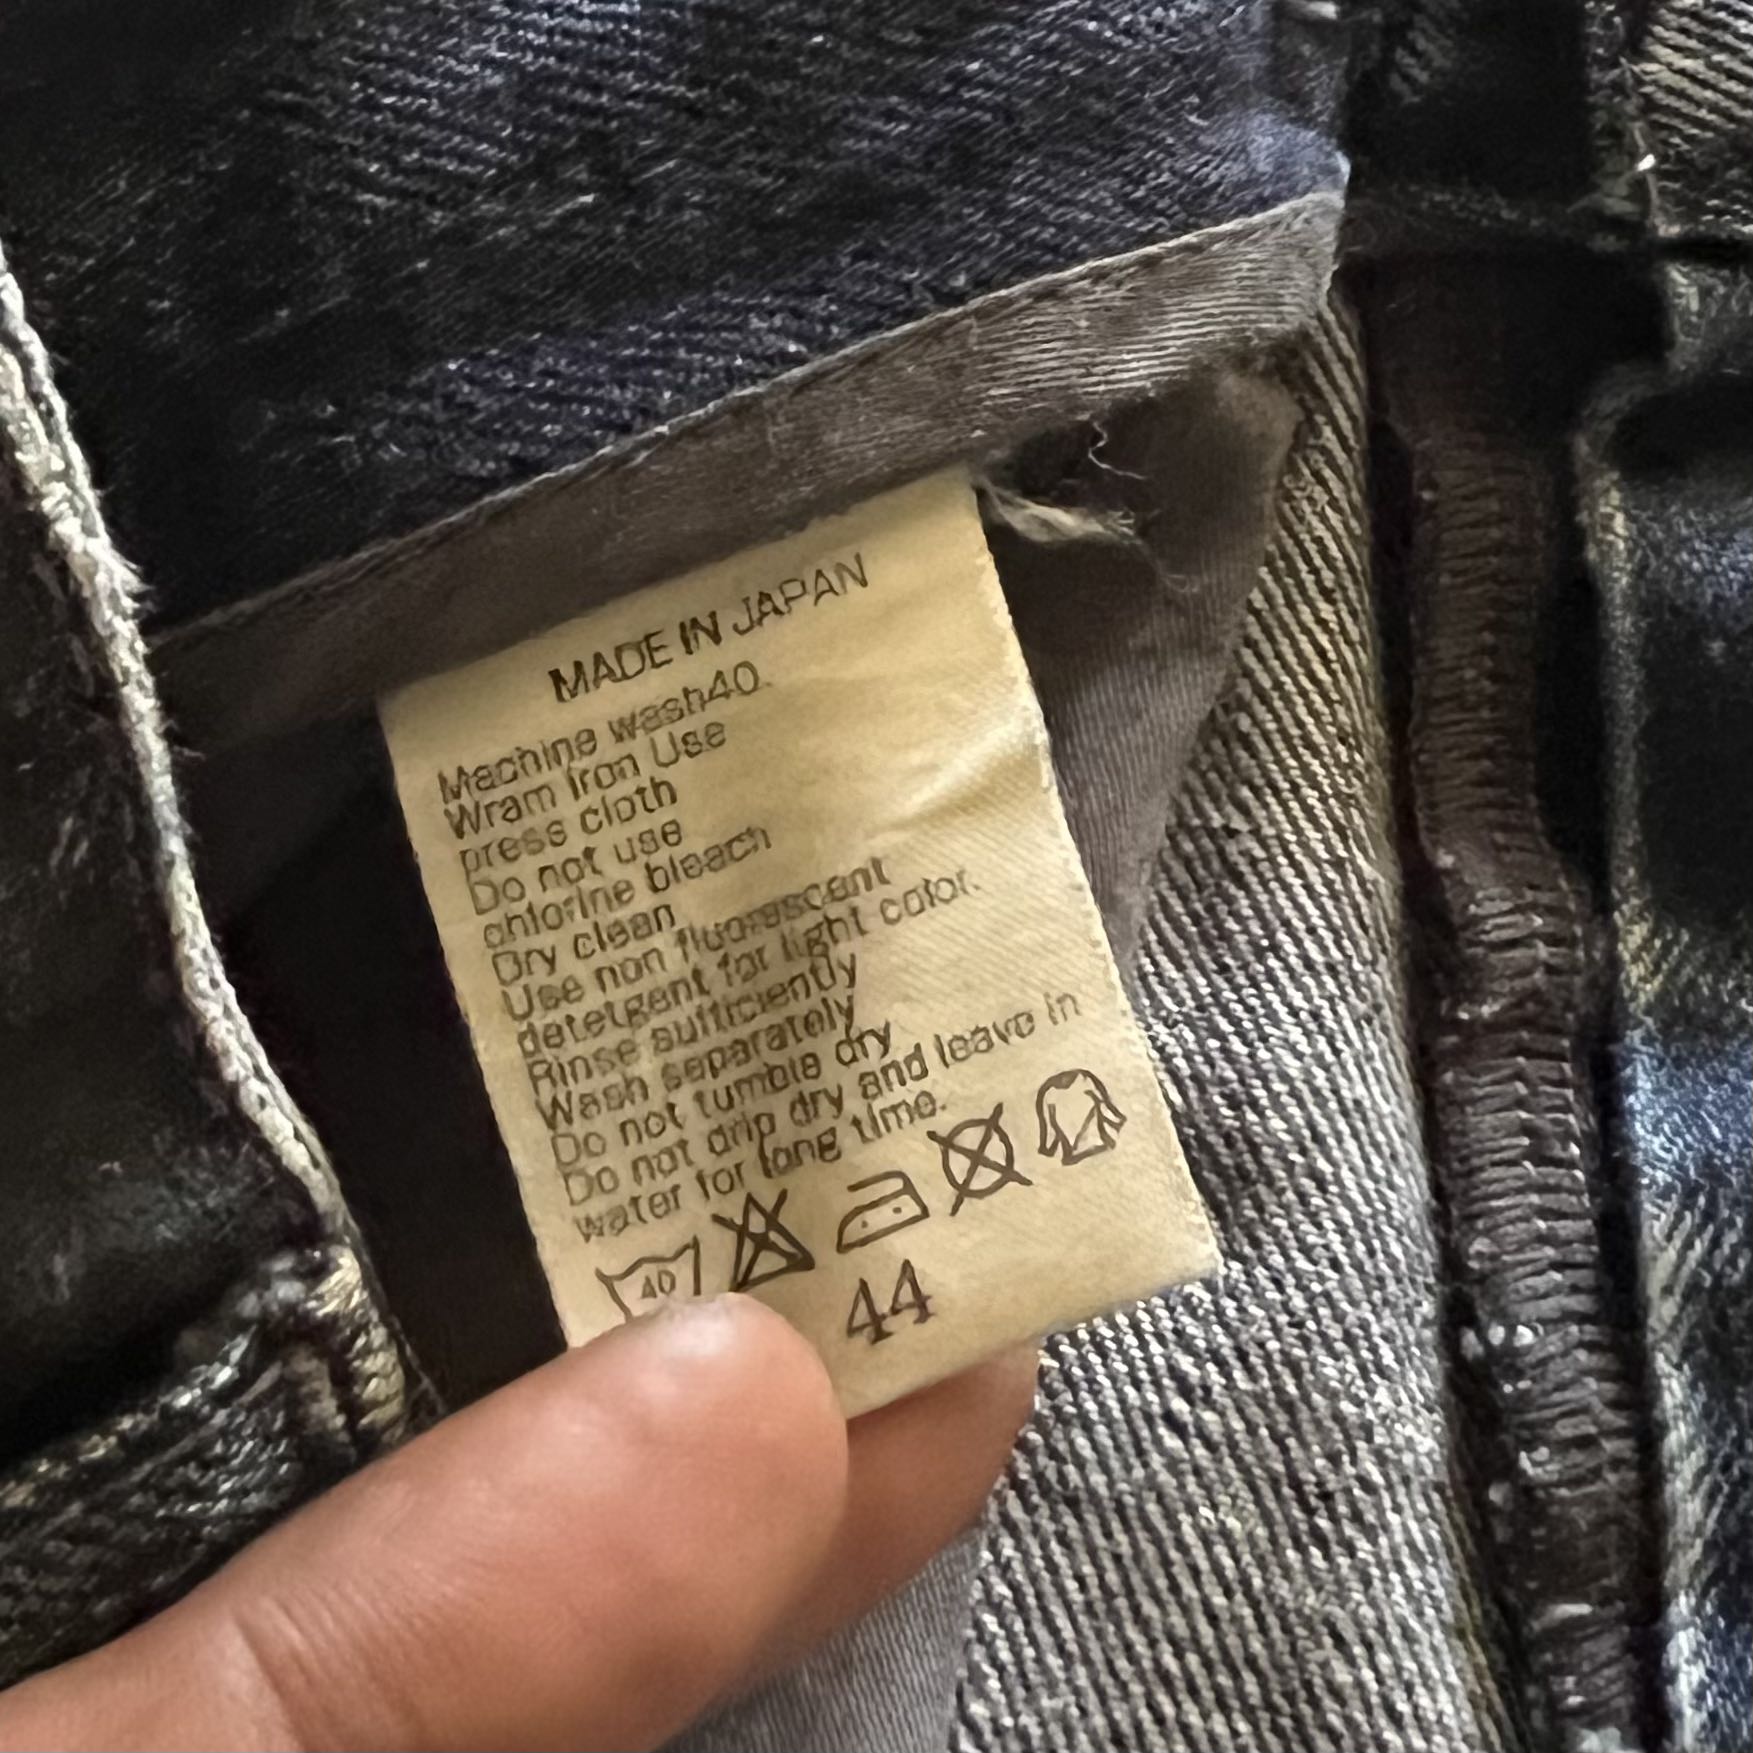 MADE IN JAPAN
Machine wash40.
Wram Iron Use
press cloth
Do not use
chlorine bleach
Dry clean
Use non fluorescent
detetgent for light color.
Rinse sufficiently
Wash separately
Do not tumble dry
Do not drip dry and leave in
water for long time.
40
44